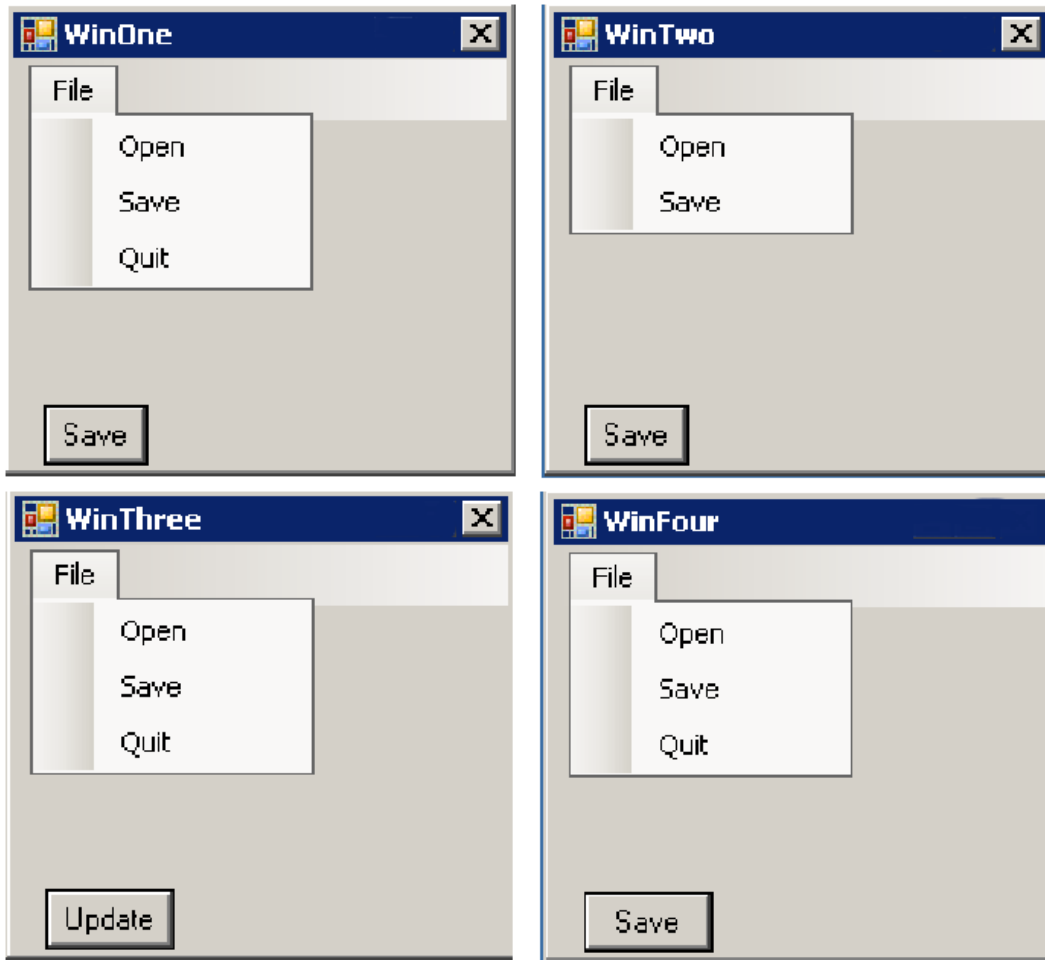 WinOne
File
Open
Save
Quit
Save
WinTwo
File
Open
Save
Save
WinThree
File
Open
Save
Quit
Update
WinFour
File
Open
Save
Quit
Save